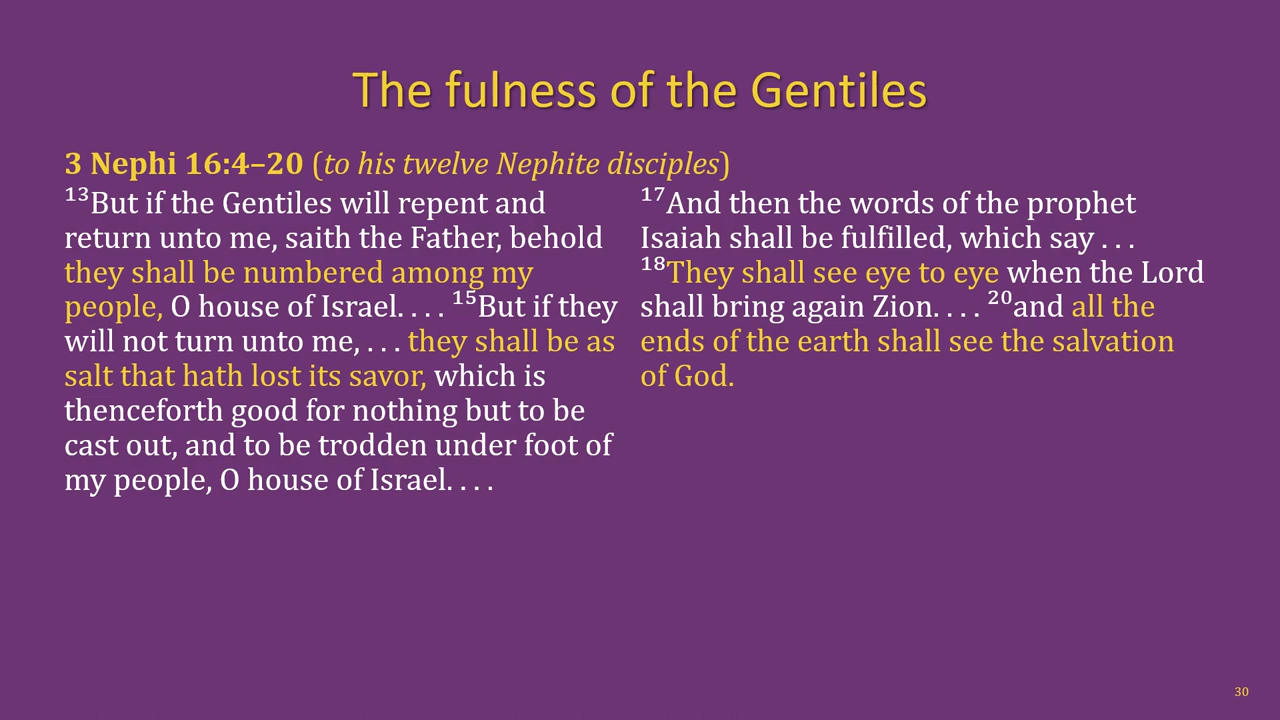 The fulness of the Gentiles
3 Nephi 16:4–20 (to his twelve Nephite disciples)
¹³But if the Gentiles will repent and
return unto me, saith the Father, behold
they shall be numbered among my
people, O house of Israel. . . . ¹⁵But if they
will not turn unto me, . . . they shall be as
salt that hath lost its savor, which is
thenceforth good for nothing but to be
cast out, and to be trodden under foot of
my people, O house of Israel. . . .
¹⁷And then the words of the prophet
Isaiah shall be fulfilled, which say . . .
¹⁸They shall see eye to eye when the Lord
shall bring again Zion. . . . ²⁰and all the
ends of the earth shall see the salvation
of God.
30